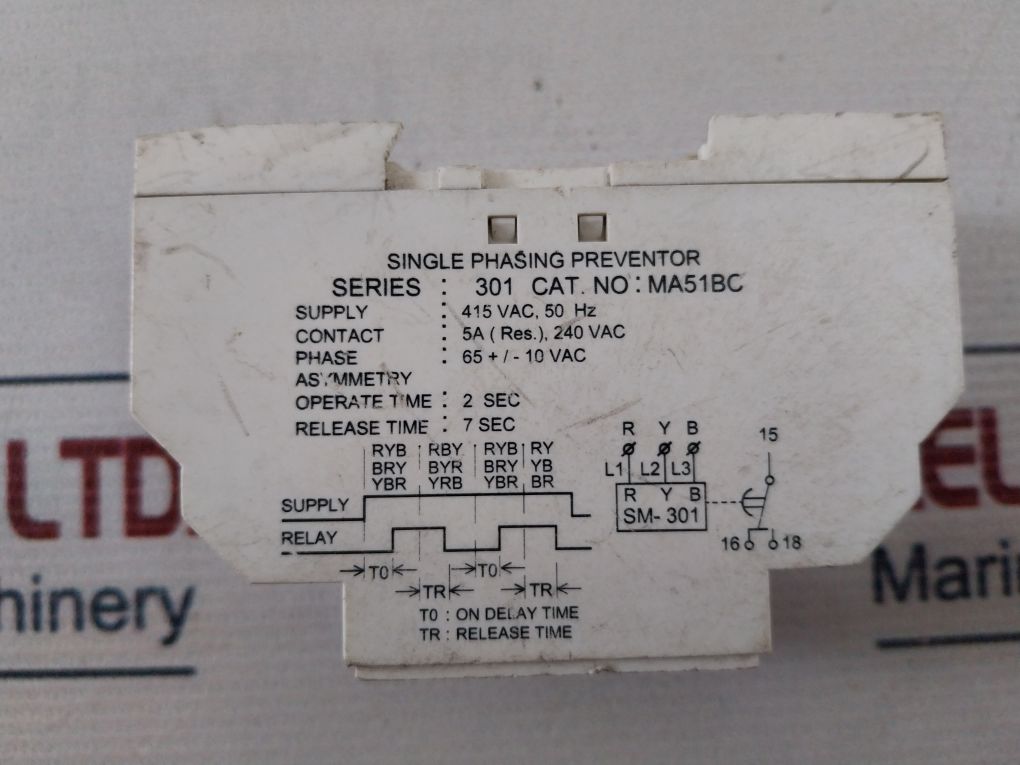 SINGLE PHASING PREVENTOR
SERIES : 301 CAT. NO : MA51BC
SUPPLY : 415 VAC, 50 Hz
CONTACT : 5A ( Res.), 240 VAC
PHASE : 65 + / - 10 VAC
ASYMMETRY
OPERATE TIME : 2 SEC
RELEASE TIME : 7 SEC
RYB RBY RYB RY
BRY BYR BRY YB
YBR YRB YBR BR
SUPPLY
RELAY
T0 T0
TR TR
T0 : ON DELAY TIME
TR : RELEASE TIME
R Y B
L1 L2 L3
R Y B
SM- 301
15
16 18
LTD
hinery
EL
Marin